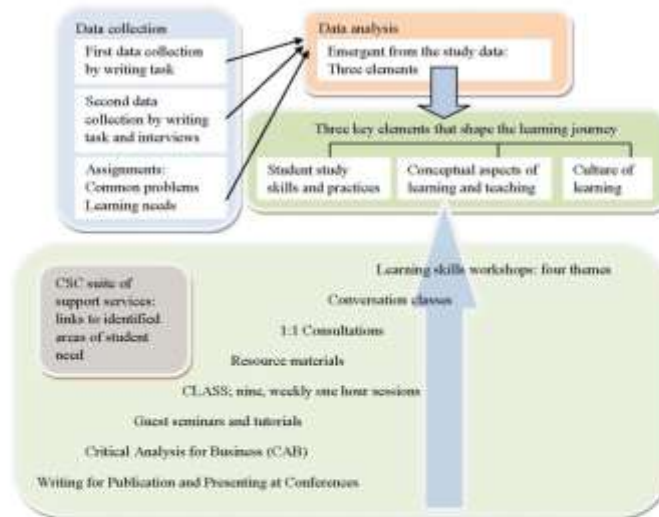 Data collection
First data collection
by writing task
Second data
collection by writing
task and interviews
Assignments:
Common problems
Learning needs
Data analysis
Emergent from the study data:
Three elements
Three key elements that shape the learning journey
Student study
skills and practices
Conceptual aspects of
learning and teaching
Culture of
learning
CSC suite of
support services:
links to identified
areas of student
need
Learning skills workshops: four themes
Conversation classes
1:1 Consultations
Resource materials
CLASS; nine, weekly one hour sessions
Guest seminars and tutorials
Critical Analysis for Business (CAB)
Writing for Publication and Presenting at Conferences